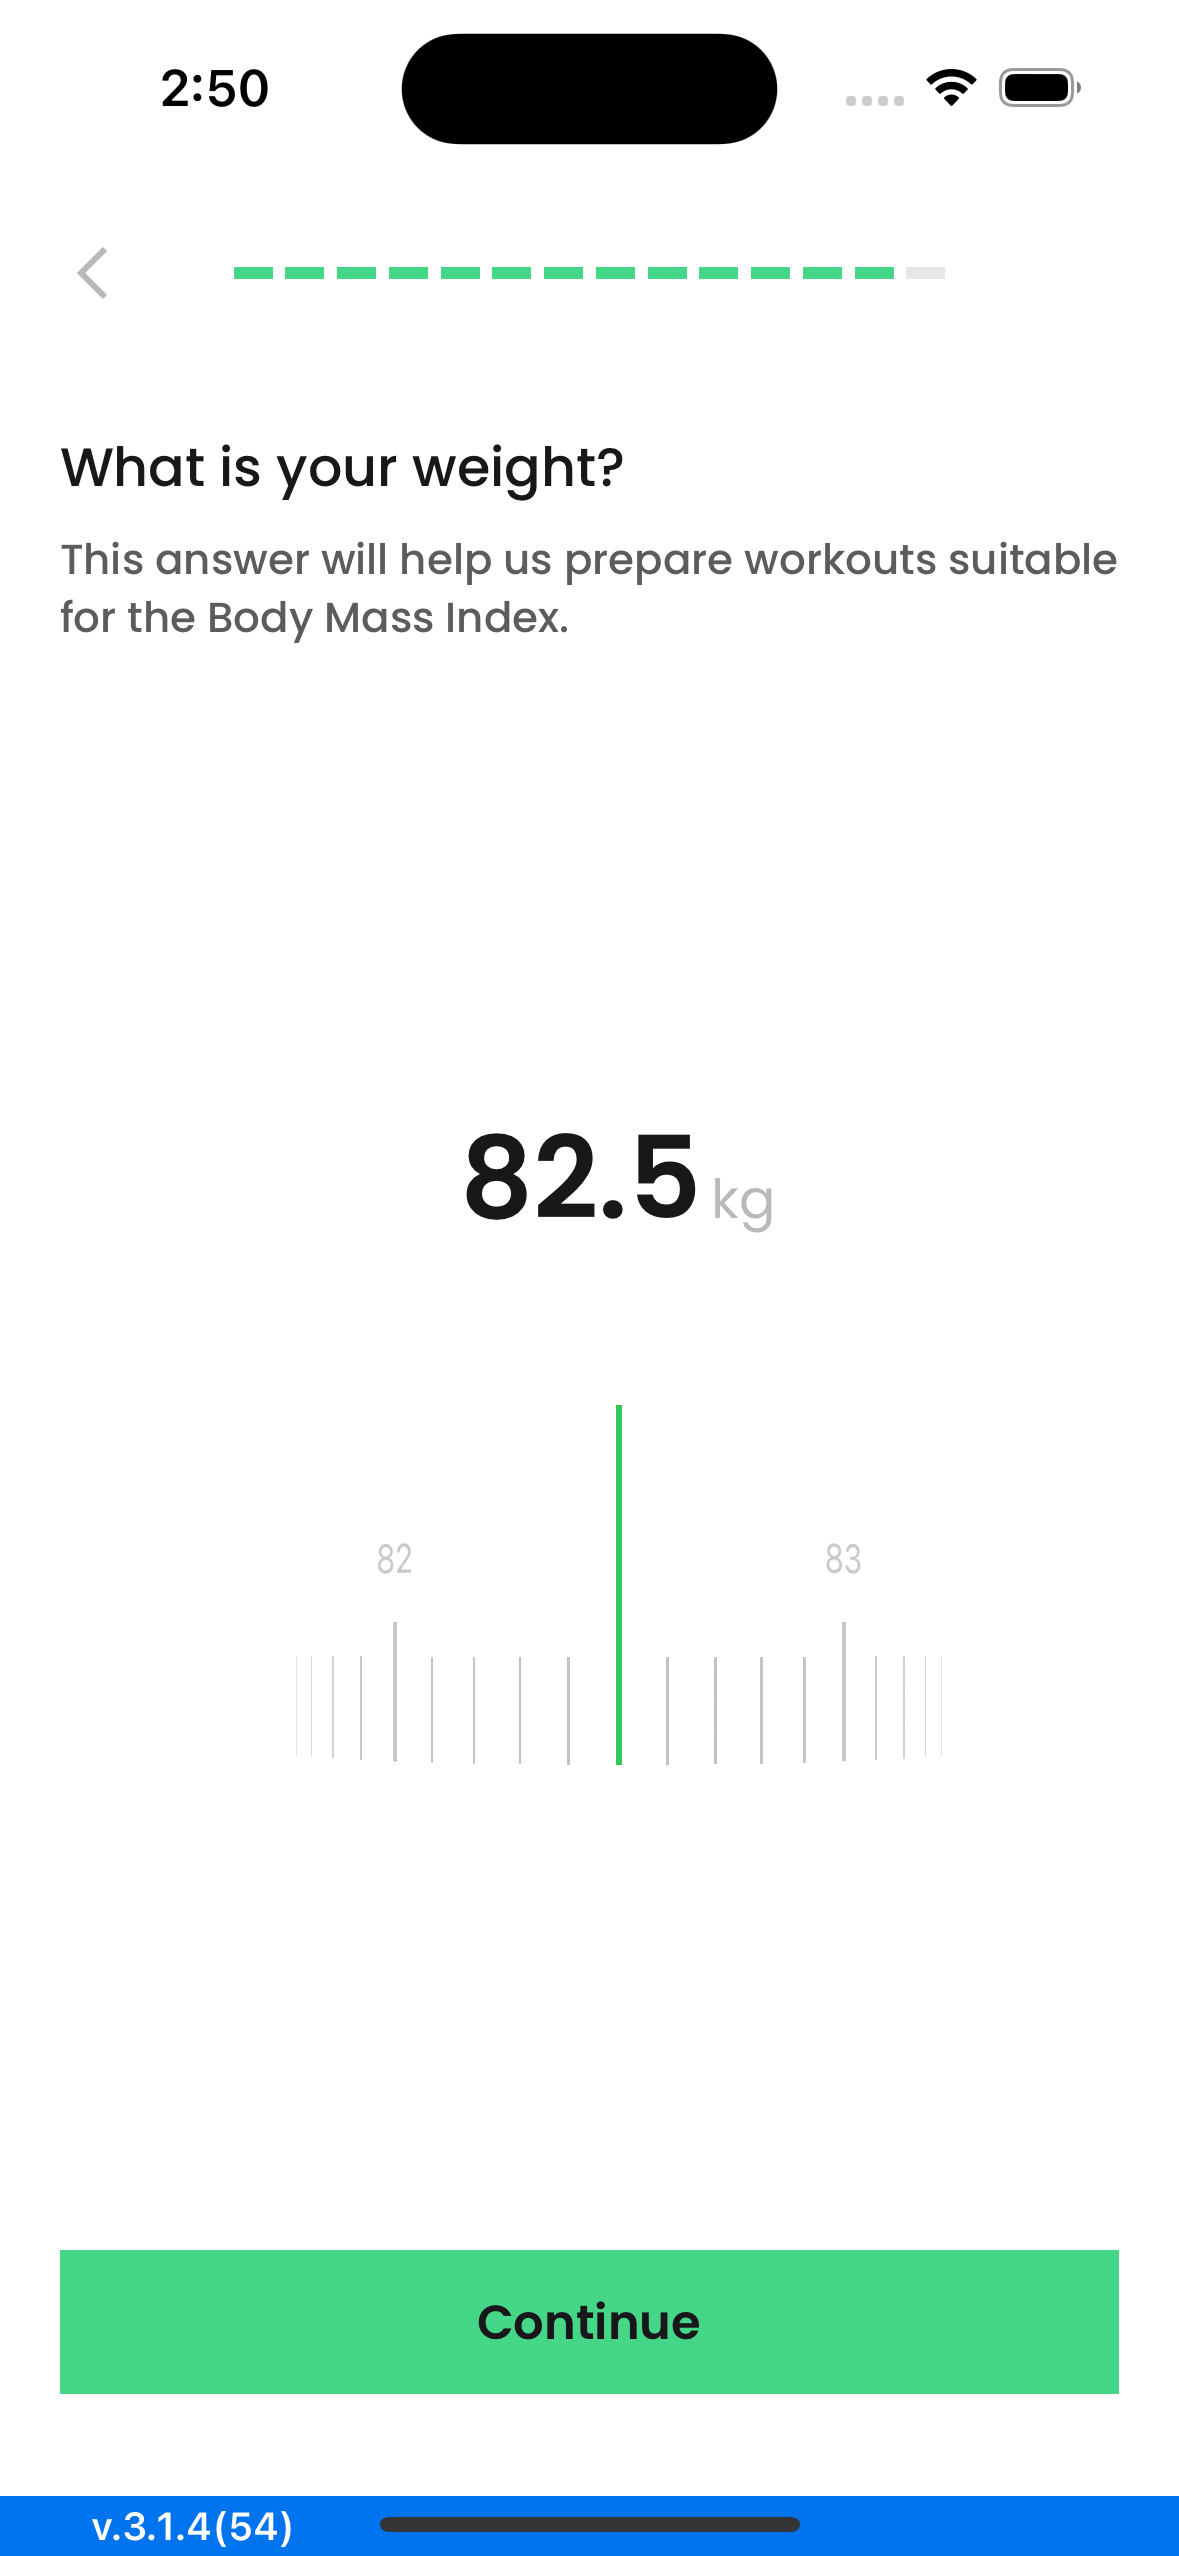 2:50
What is your weight?
This answer will help us prepare workouts suitable
for the Body Mass Index.
82.5 kg
82 83
Continue
v.3.1.4(54)